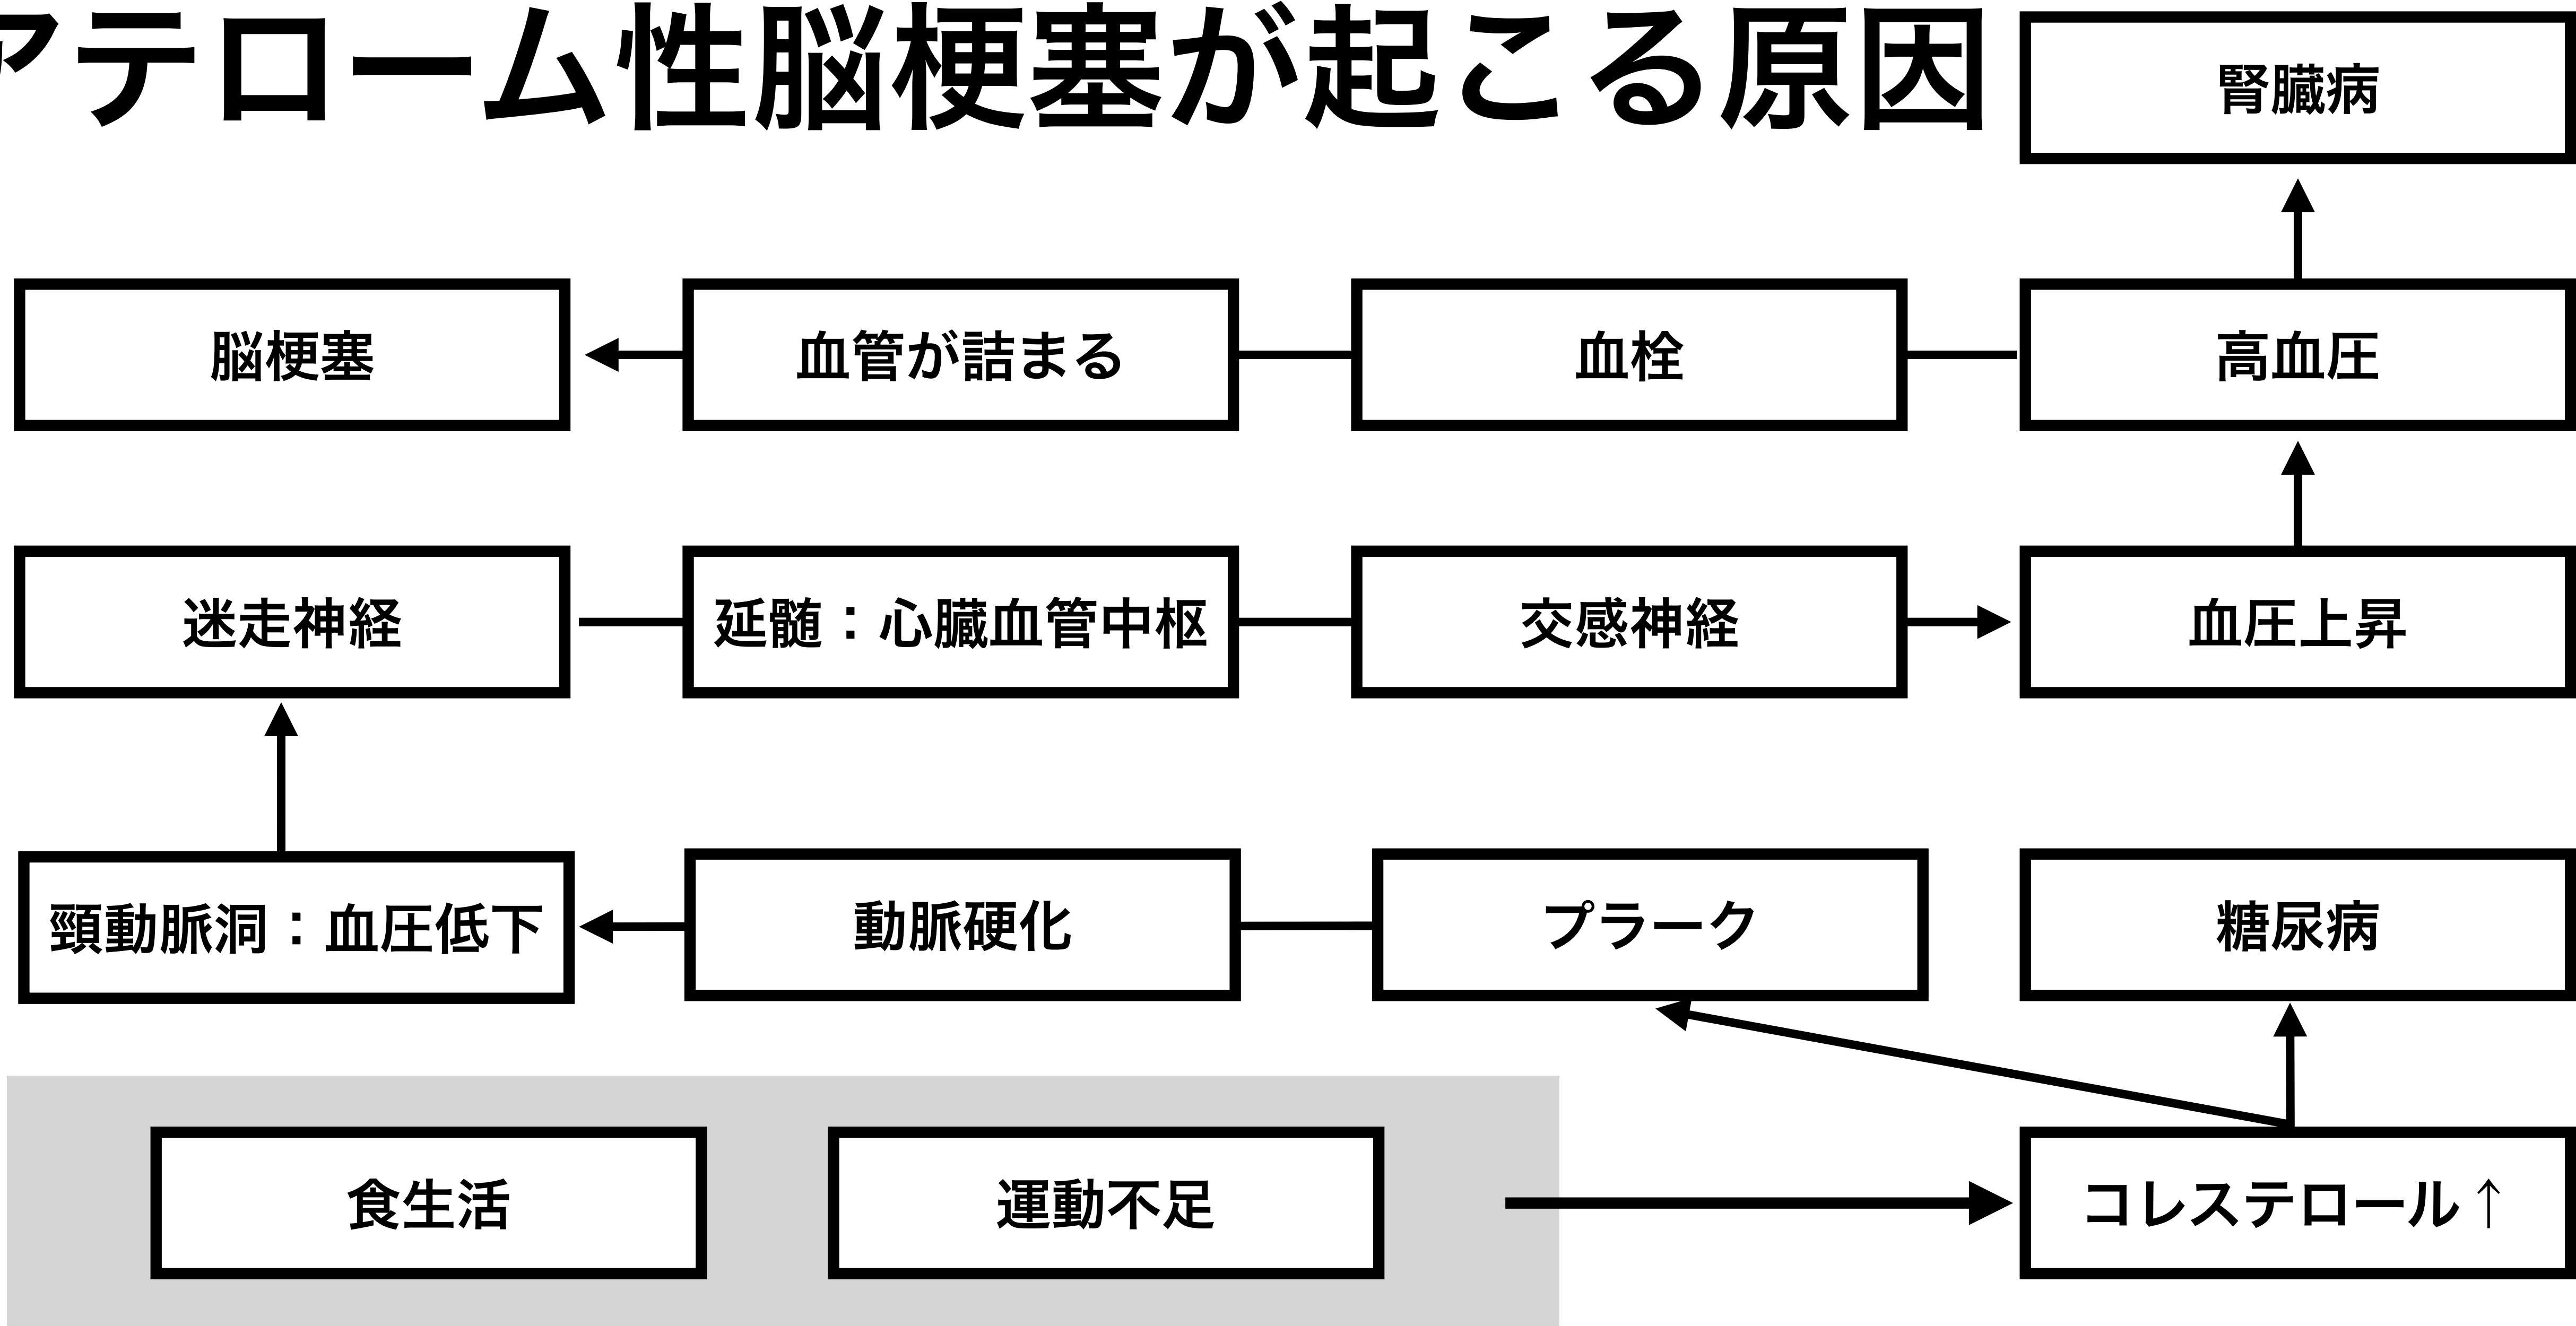 アテローム性脳梗塞が起こる原因
腎臓病
脳梗塞
血管が詰まる
血栓
高血圧
迷走神経
延髄：心臓血管中枢
交感神経
血圧上昇
頸動脈洞：血圧低下
動脈硬化
プラーク
糖尿病
食生活
運動不足
コレステロール↑